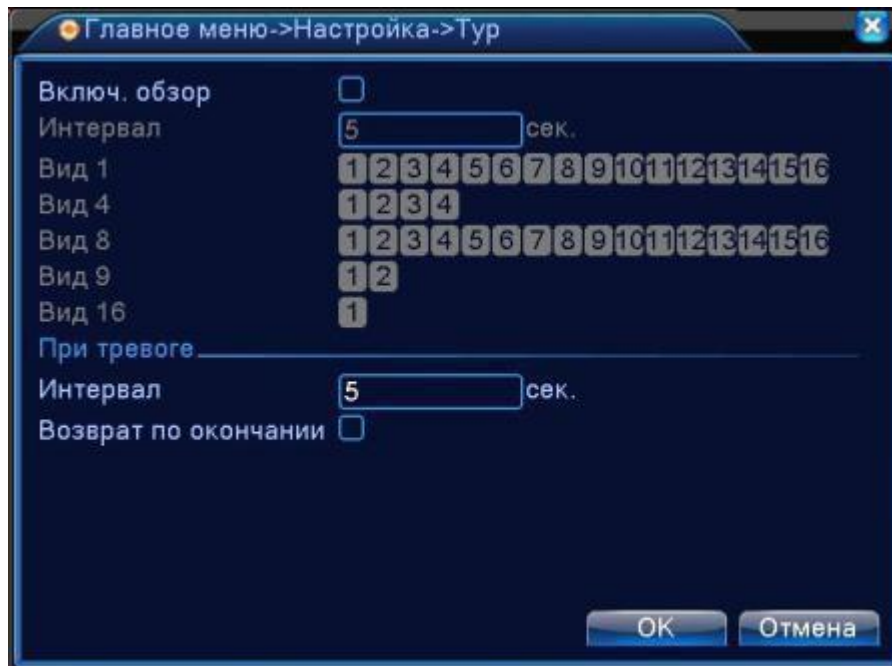 Главное меню->Настройка->Тур
Включ. обзор
Интервал 5 сек.
Вид 1 1 2 3 4 5 6 7 8 9 10 11 12 13 14 15 16
Вид 4 1 2 3 4
Вид 8 1 2 3 4 5 6 7 8 9 10 11 12 13 14 15 16
Вид 9 1 2
Вид 16 1
При тревоге
Интервал 5 сек.
Возврат по окончании
OK Отмена